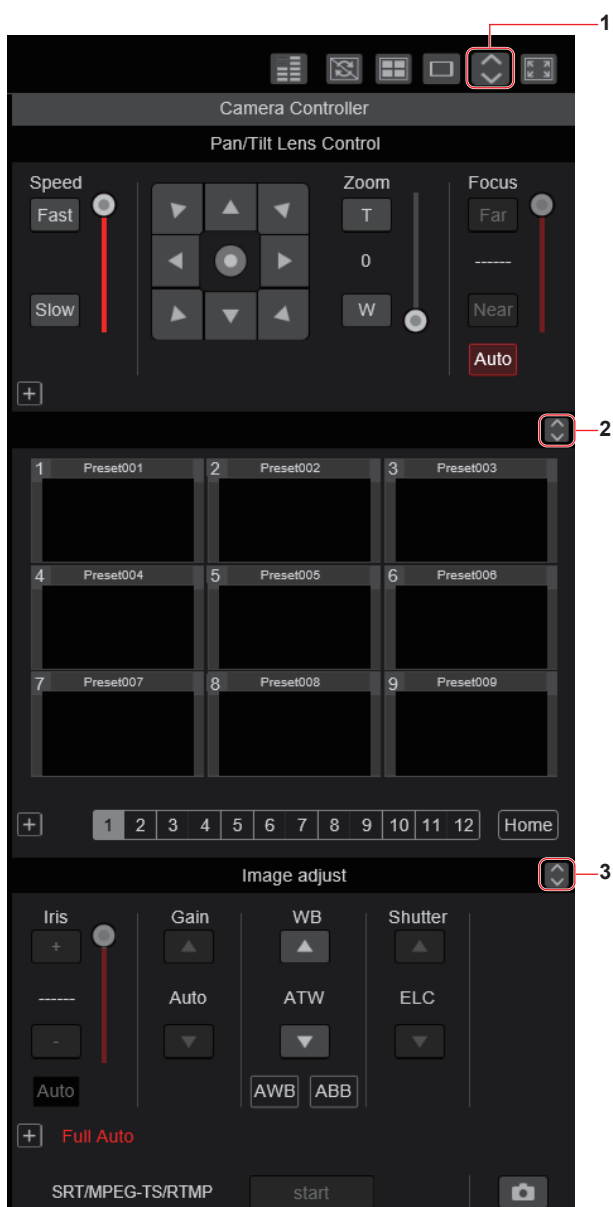 1
Camera Controller
Pan/Tilt Lens Control
Speed Zoom Focus
Fast T Far
0 ------
Slow W Near
Auto
+
2
1 Preset001 2 Preset002 3 Preset003
4 Preset004 5 Preset005 6 Preset006
7 Preset007 8 Preset008 9 Preset009
+ 1 2 3 4 5 6 7 8 9 10 11 12 Home
Image adjust 3
Iris Gain WB Shutter
+
------ Auto ATW ELC
-
Auto AWB ABB
+ Full Auto
SRT/MPEG-TS/RTMP start